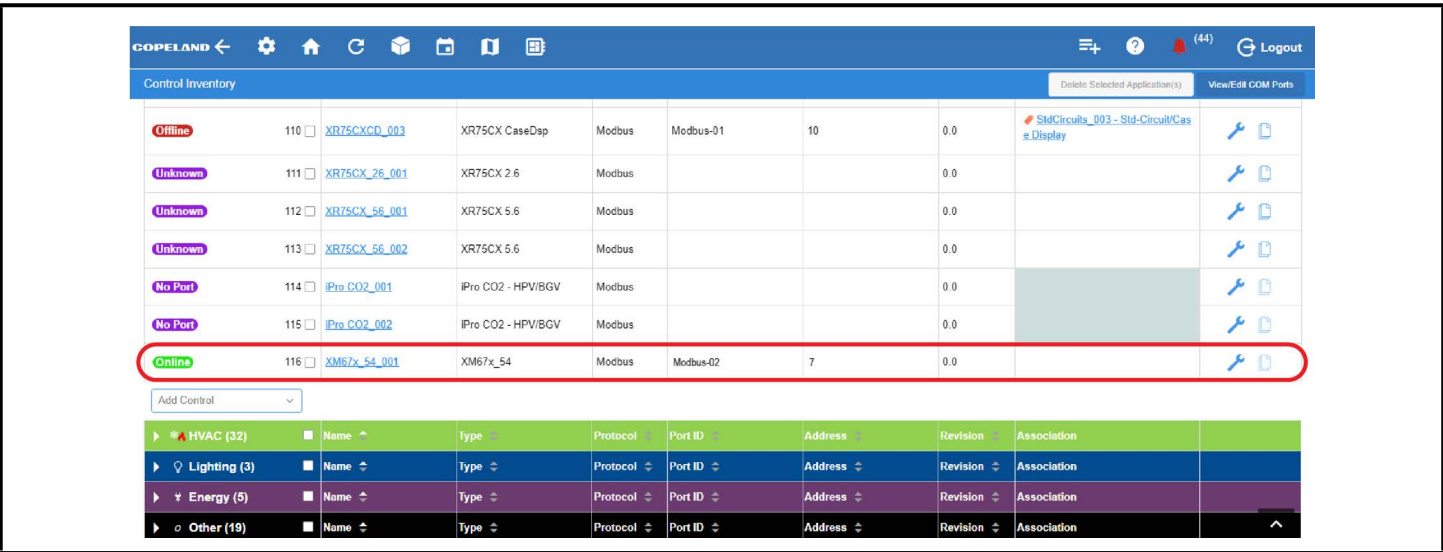 COPELAND (44) Logout
Control Inventory Delete Selected Application(s) View/Edit COM Ports
Offline 110 XR75CXCD_003 XR75CX CaseDsp Modbus Modbus-01 10 0.0 StdCircuits_003 - Std-Circuit/Cas
e Display
Unknown 111 XR75CX_26_001 XR75CX 2.6 Modbus 0.0
Unknown 112 XR75CX_56_001 XR75CX 5.6 Modbus 0.0
Unknown 113 XR75CX_56_002 XR75CX 5.6 Modbus 0.0
No Port 114 iPro CO2_001 iPro CO2 - HPV/BGV Modbus 0.0
No Port 115 iPro CO2_002 iPro CO2 - HPV/BGV Modbus 0.0
Online 116 XM67x_54_001 XM67x_54 Modbus Modbus-02 7 0.0
Add Control
HVAC (32) Name Type Protocol Port ID Address Revision Association
Lighting (3) Name Type Protocol Port ID Address Revision Association
Energy (5) Name Type Protocol Port ID Address Revision Association
Other (19) Name Type Protocol Port ID Address Revision Association